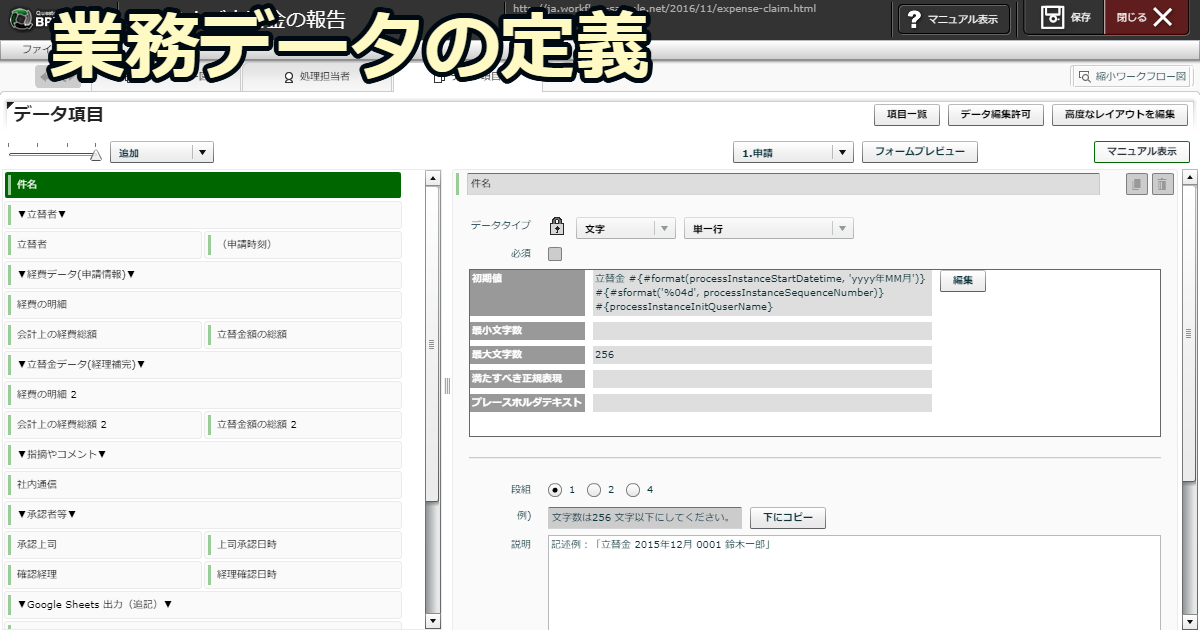 金の報告
http://ja.workfl
le.net/2016/11/expense-claim.html
? マニュアル表示
保存
閉じる
業務データの定義
ファイ
処理担当者
縮小ワークフロー図
データ項目
項目一覧
データ編集許可
高度なレイアウトを編集
追加
1.申請
フォームプレビュー
マニュアル表示
件名
▼立替者▼
立替者
（申請時刻）
▼経費データ(申請情報)▼
経費の明細
会計上の経費総額
立替金額の総額
▼立替金データ(経理補完)▼
経費の明細 2
会計上の経費総額 2
立替金額の総額 2
▼指摘やコメント▼
社内通信
▼承認者等▼
承認上司
上司承認日時
確認経理
経理確認日時
▼Google Sheets 出力（追記）▼
件名
データタイプ
文字
単一行
必須
初期値
立替金 #{#format(processInstanceStartDatetime, 'yyyy年MM月')}
#{#sformat('%04d', processInstanceSequenceNumber)}
#{processInstanceInitQuserName}
編集
最小文字数
最大文字数
256
満たすべき正規表現
プレースホルダテキスト
段組
1
2
4
例)
文字数は256 文字以下にしてください。
下にコピー
説明
記述例：「立替金 2015年12月 0001 鈴木一郎」